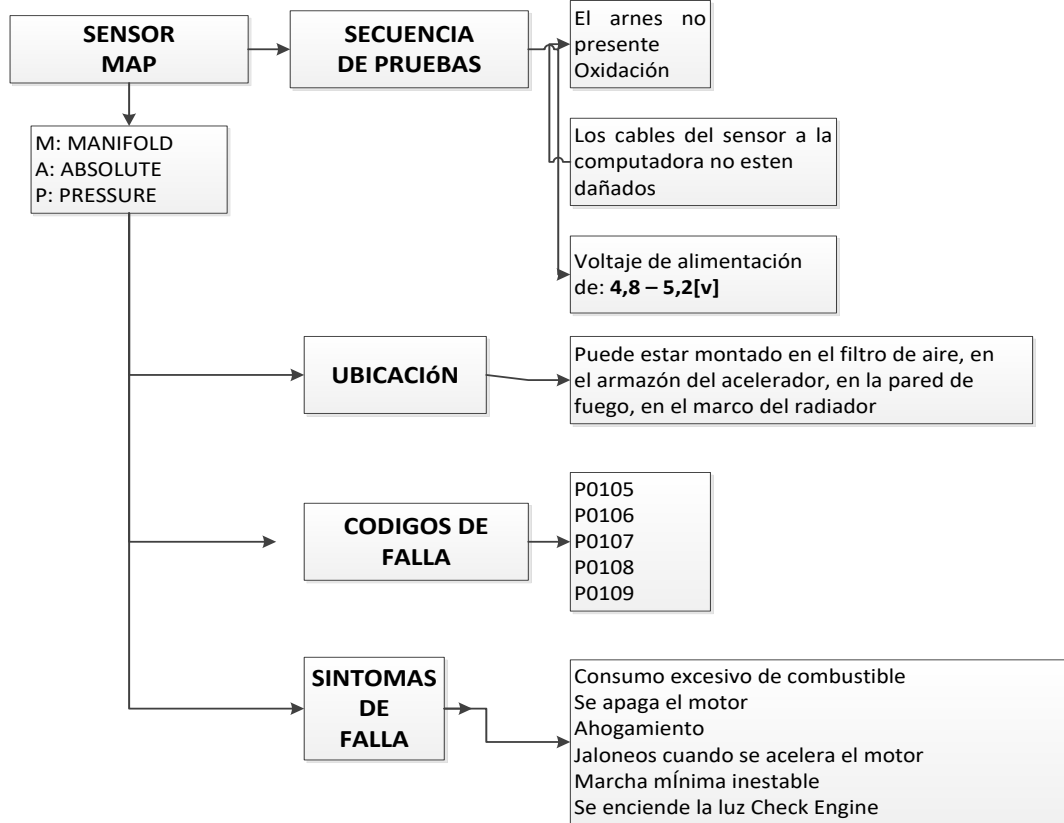 SENSOR
MAP
SECUENCIA
DE PRUEBAS
El arnes no
presente
Oxidación
M: MANIFOLD
A: ABSOLUTE
P: PRESSURE
Los cables del sensor a la
computadora no esten
dañados
Voltaje de alimentación
de: 4,8 – 5,2[v]
UBICACIóN
Puede estar montado en el filtro de aire, en
el armazón del acelerador, en la pared de
fuego, en el marco del radiador
CODIGOS DE
FALLA
P0105
P0106
P0107
P0108
P0109
SINTOMAS
DE
FALLA
Consumo excesivo de combustible
Se apaga el motor
Ahogamiento
Jaloneos cuando se acelera el motor
Marcha mÍnima inestable
Se enciende la luz Check Engine